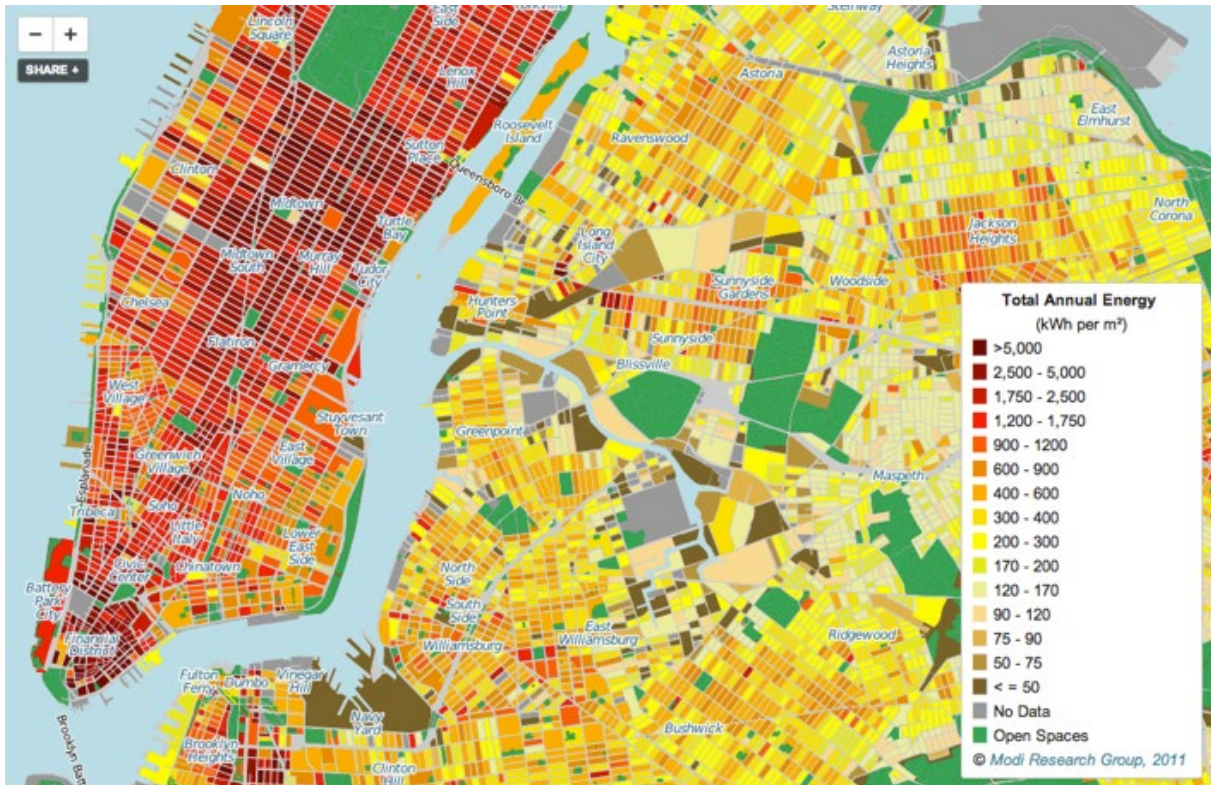 −
+
SHARE +
Lincoln
Square
East
Side
Lenox
Hill
Roosevelt
Island
Sutton
Place
Queensboro Br
Clinton
Midtown
Turtle
Bay
Midtown
South
Murray
Hill
Tudor
City
Chelsea
Flatiron
Gramercy
West
Village
Stuyvesant
Town
Greenwich
Village
East
Village
Esplanade
Tribeca
Soho
Noho
Little
Italy
Lower
East
Side
Civic
Center
Chinatown
Battery
Park
City
Financial
District
Steinway
Astoria
Heights
Astoria
East
Elmhurst
Ravenswood
North
Corona
Jackson
Heights
Long
Island
City
Hunters
Point
Sunnyside
Gardens
Woodside
Sunnyside
Blissville
Greenpoint
Maspeth
North
Side
South
Side
Williamsburg
East
Williamsburg
Ridgewood
Bushwick
Fulton
Ferry
Dumbo
Vinegar
Hill
Navy
Yard
Brooklyn
Heights
Clinton
Hill
Brooklyn Batt
Total Annual Energy
(kWh per m²)
>5,000
2,500 - 5,000
1,750 - 2,500
1,200 - 1,750
900 - 1200
600 - 900
400 - 600
300 - 400
200 - 300
170 - 200
120 - 170
90 - 120
75 - 90
50 - 75
< = 50
No Data
Open Spaces
© Modi Research Group, 2011